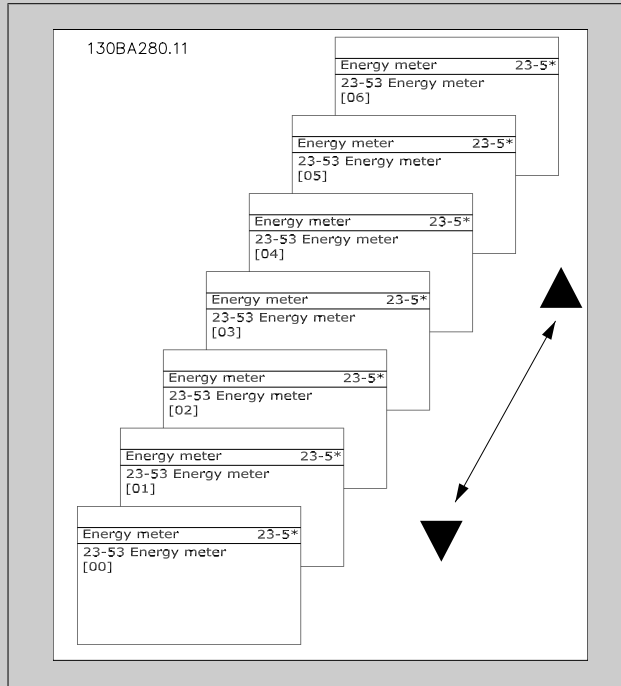 130BA280.11
Energy meter 23-5*
23-53 Energy meter
[06]
Energy meter 23-5*
23-53 Energy meter
[05]
Energy meter 23-5*
23-53 Energy meter
[04]
Energy meter 23-5*
23-53 Energy meter
[03]
Energy meter 23-5*
23-53 Energy meter
[02]
Energy meter 23-5*
23-53 Energy meter
[01]
Energy meter 23-5*
23-53 Energy meter
[00]